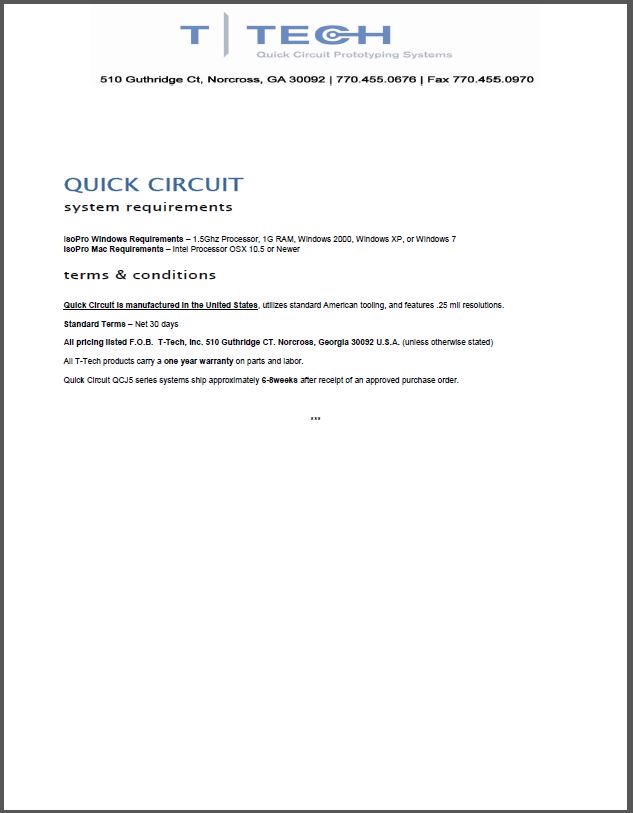 T TECH
Quick Circuit Prototyping Systems
510 Guthridge Ct, Norcross, GA 30092 | 770.455.0676 | Fax 770.455.0970
QUICK CIRCUIT
system requirements
IsoPro Windows Requirements – 1.5Ghz Processor, 1G RAM, Windows 2000, Windows XP, or Windows 7
IsoPro Mac Requirements – Intel Processor OSX 10.5 or Newer
terms & conditions
Quick Circuit is manufactured in the United States, utilizes standard American tooling, and features .25 mil resolutions.
Standard Terms – Net 30 days
All pricing listed F.O.B. T-Tech, Inc. 510 Guthridge CT. Norcross, Georgia 30092 U.S.A. (unless otherwise stated)
All T-Tech products carry a one year warranty on parts and labor.
Quick Circuit QCJ5 series systems ship approximately 6-8weeks after receipt of an approved purchase order.
***